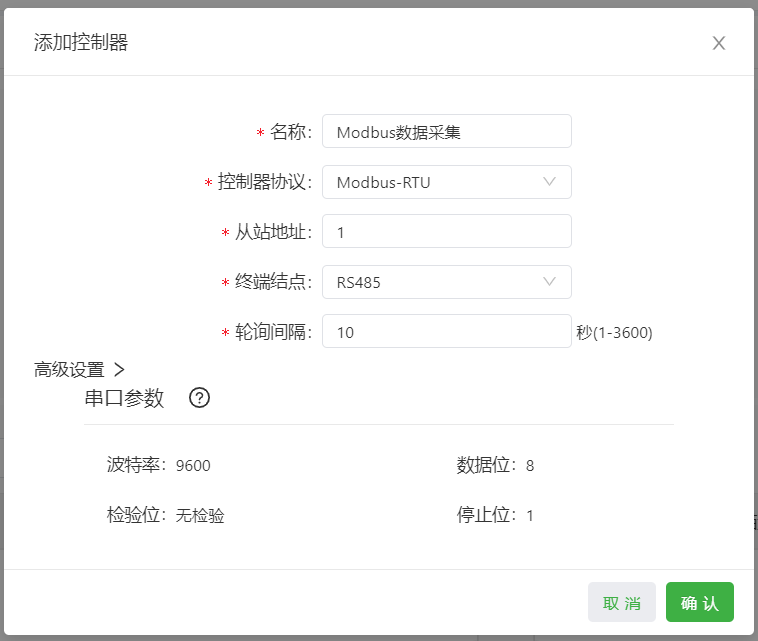 添加控制器
* 名称: Modbus数据采集
* 控制器协议: Modbus-RTU
* 从站地址: 1
* 终端结点: RS485
* 轮询间隔: 10 秒(1-3600)
高级设置
串口参数
波特率: 9600 数据位: 8
检验位: 无检验 停止位: 1
取 消 确 认